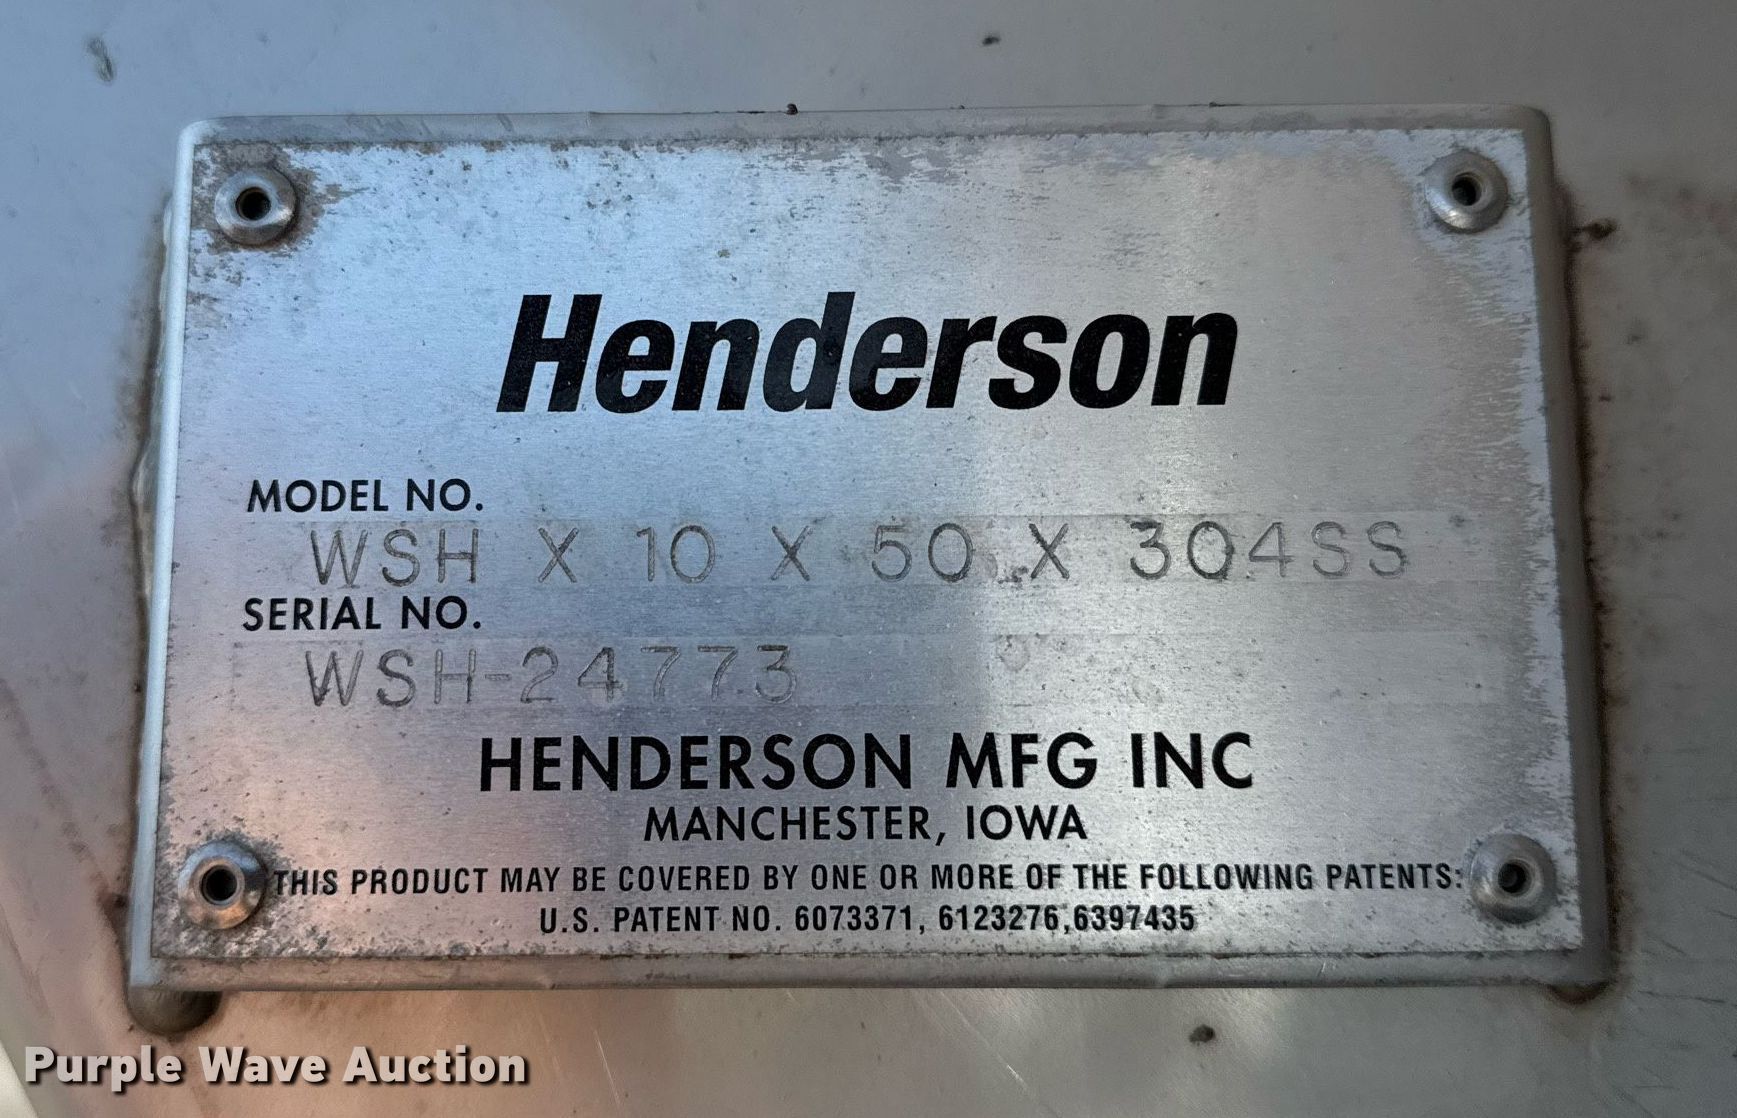 Henderson
MODEL NO.
WSH X 10 X 50 X 304SS
SERIAL NO.
WSH-24773
HENDERSON MFG INC
MANCHESTER, IOWA
THIS PRODUCT MAY BE COVERED BY ONE OR MORE OF THE FOLLOWING PATENTS:
U.S. PATENT NO. 6073371, 6123276,6397435
Purple Wave Auction